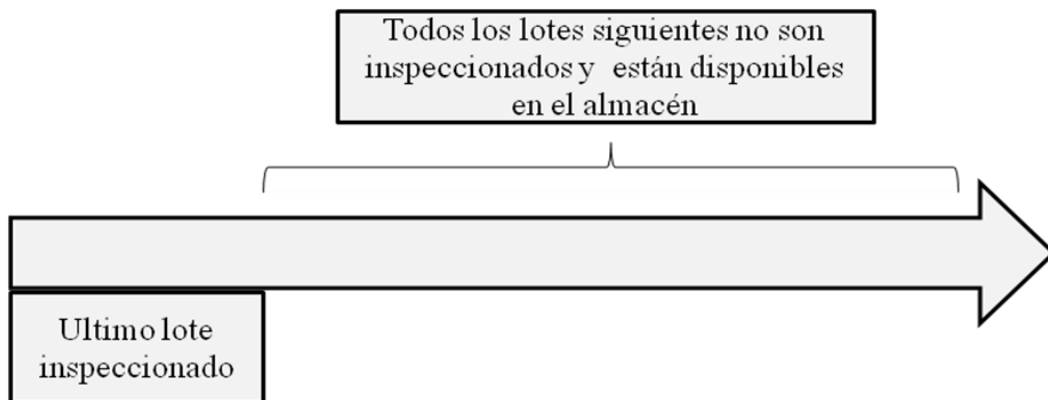 Todos los lotes siguientes no son
inspeccionados y están disponibles
en el almacén
Ultimo lote
inspeccionado